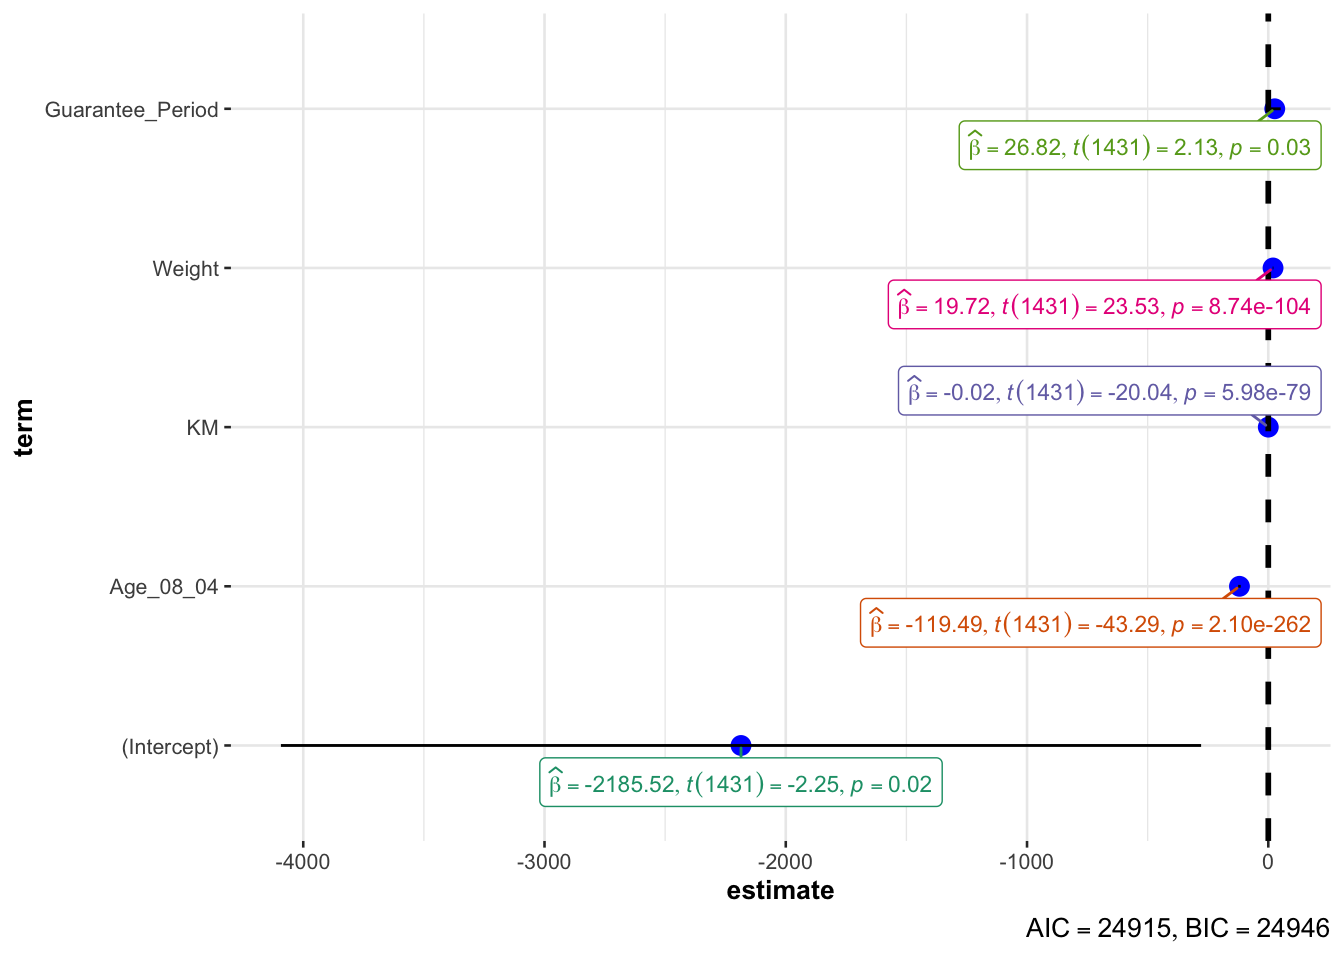 Guarantee_Period
β̂ = 26.82, t(1431) = 2.13, p = 0.03
Weight
β̂ = 19.72, t(1431) = 23.53, p = 8.74e-104
β̂ = -0.02, t(1431) = -20.04, p = 5.98e-79
KM
term
Age_08_04
β̂ = -119.49, t(1431) = -43.29, p = 2.10e-262
(Intercept)
β̂ = -2185.52, t(1431) = -2.25, p = 0.02
-4000 -3000 -2000 -1000 0
estimate
AIC = 24915, BIC = 24946